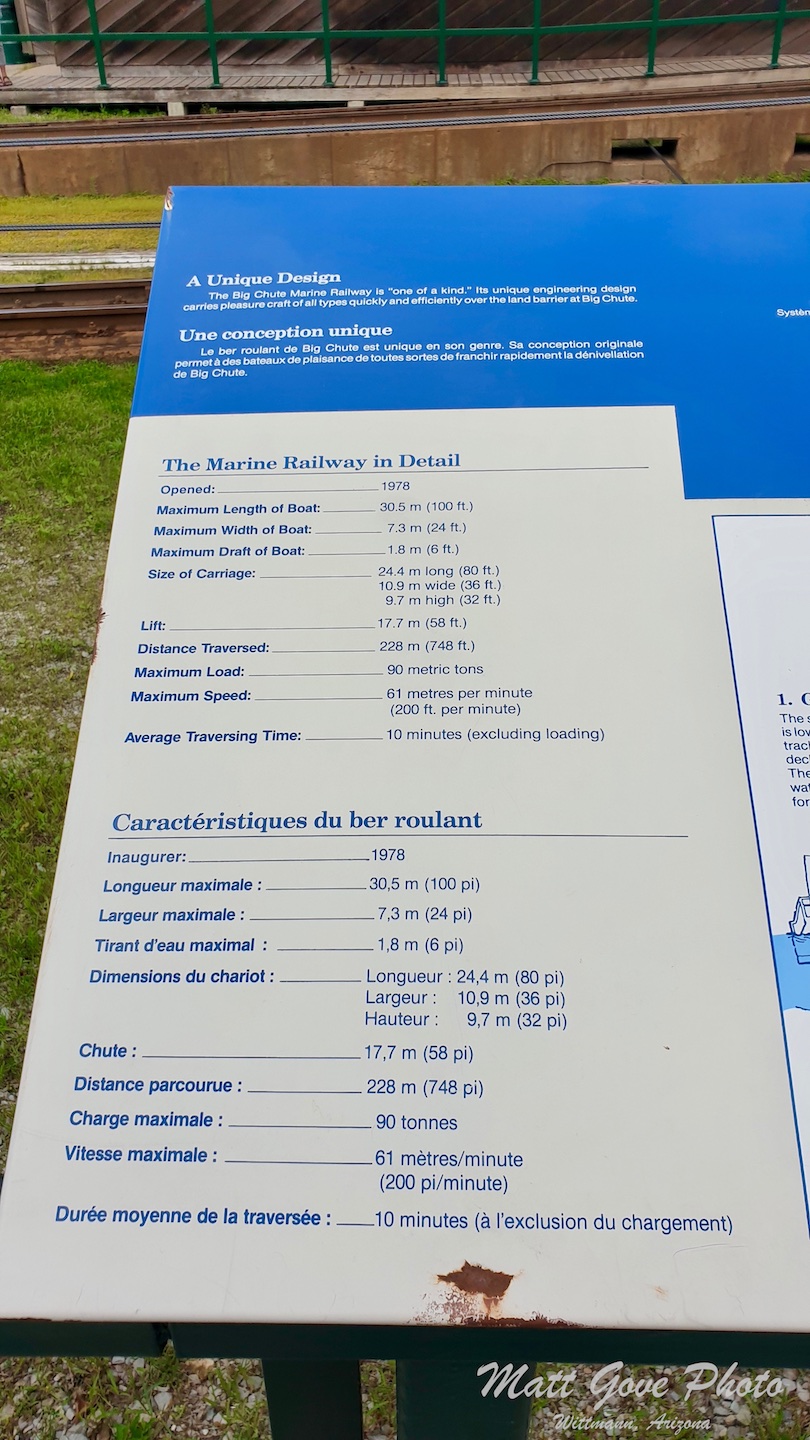 A Unique Design
The Big Chute Marine Railway is "one of a kind." Its unique engineering design
carries pleasure craft of all types quickly and efficiently over the land barrier at Big Chute.
Une conception unique
Le ber roulant de Big Chute est unique en son genre. Sa conception originale
permet à des bateaux de plaisance de toutes sortes de franchir rapidement la dénivellation
de Big Chute.
The Marine Railway in Detail
Opened: 1978
Maximum Length of Boat: 30.5 m (100 ft.)
Maximum Width of Boat: 7.3 m (24 ft.)
Maximum Draft of Boat: 1.8 m (6 ft.)
Size of Carriage: 24.4 m long (80 ft.)
10.9 m wide (36 ft.)
9.7 m high (32 ft.)
Lift: 17.7 m (58 ft.)
Distance Traversed: 228 m (748 ft.)
Maximum Load: 90 metric tons
Maximum Speed: 61 metres per minute
(200 ft. per minute)
Average Traversing Time: 10 minutes (excluding loading)
Caractéristiques du ber roulant
Inaugurer: 1978
Longueur maximale : 30,5 m (100 pi)
Largeur maximale : 7,3 m (24 pi)
Tirant d'eau maximal : 1,8 m (6 pi)
Dimensions du chariot : Longueur : 24,4 m (80 pi)
Largeur : 10,9 m (36 pi)
Hauteur : 9,7 m (32 pi)
Chute : 17,7 m (58 pi)
Distance parcourue : 228 m (748 pi)
Charge maximale : 90 tonnes
Vitesse maximale : 61 mètres/minute
(200 pi/minute)
Durée moyenne de la traversée : 10 minutes (à l'exclusion du chargement)
1.
The
is
The
for
Matt Gove Photo
Wittmann, Arizona